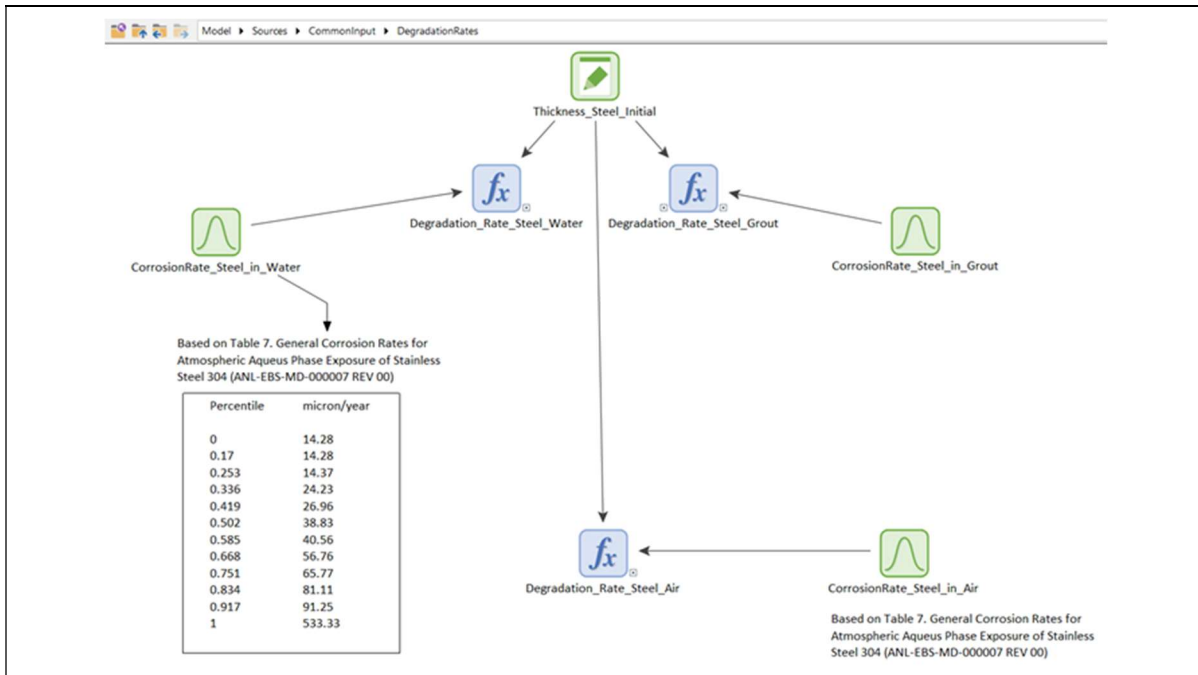 Model ▸ Sources ▸ CommonInput ▸ DegradationRates
Thickness_Steel_Initial
fx
fx
Degradation_Rate_Steel_Water
Degradation_Rate_Steel_Grout
CorrosionRate_Steel_in_Water
CorrosionRate_Steel_in_Grout
Based on Table 7. General Corrosion Rates for
Atmospheric Aqueus Phase Exposure of Stainless
Steel 304 (ANL-EBS-MD-000007 REV 00)
Percentile micron/year
0 14.28
0.17 14.28
0.253 14.37
0.336 24.23
0.419 26.96
0.502 38.83
0.585 40.56
0.668 56.76
0.751 65.77
0.834 81.11
0.917 91.25
1 533.33
fx
Degradation_Rate_Steel_Air
CorrosionRate_Steel_in_Air
Based on Table 7. General Corrosion Rates for
Atmospheric Aqueus Phase Exposure of Stainless
Steel 304 (ANL-EBS-MD-000007 REV 00)